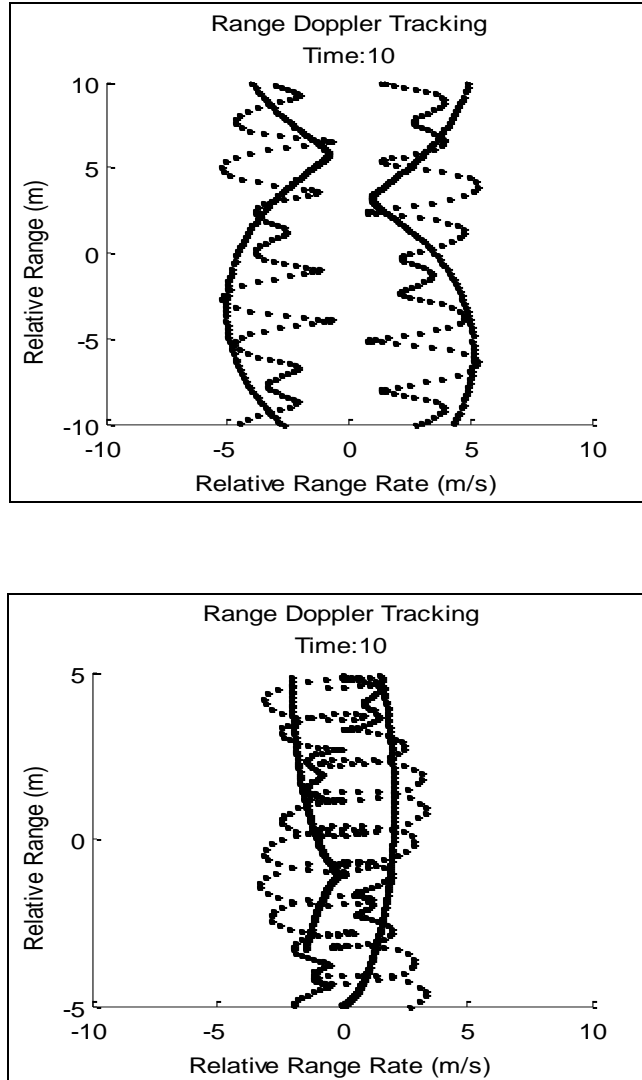 Range Doppler Tracking
Time:10
10
5
0
-5
-10
-10 -5 0 5 10
Relative Range (m)
Relative Range Rate (m/s)
Range Doppler Tracking
Time:10
5
0
-5
-10 -5 0 5 10
Relative Range (m)
Relative Range Rate (m/s)